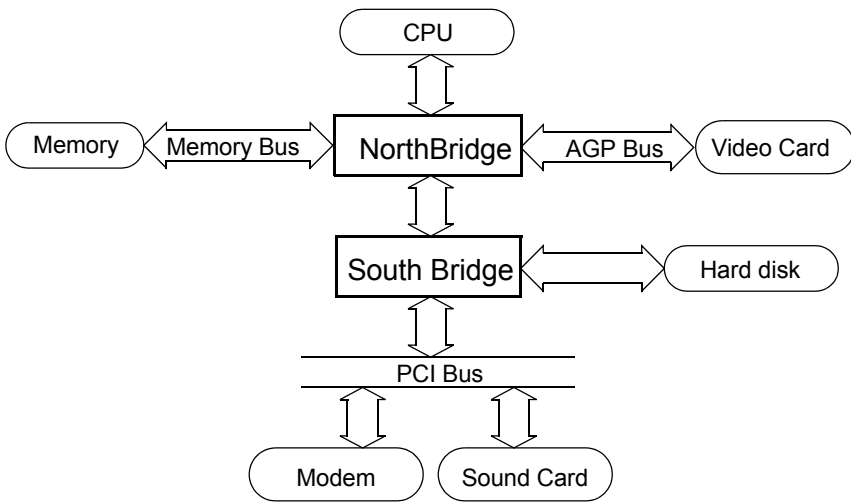 CPU
Memory
Memory Bus
NorthBridge
AGP Bus
Video Card
South Bridge
Hard disk
PCI Bus
Modem
Sound Card